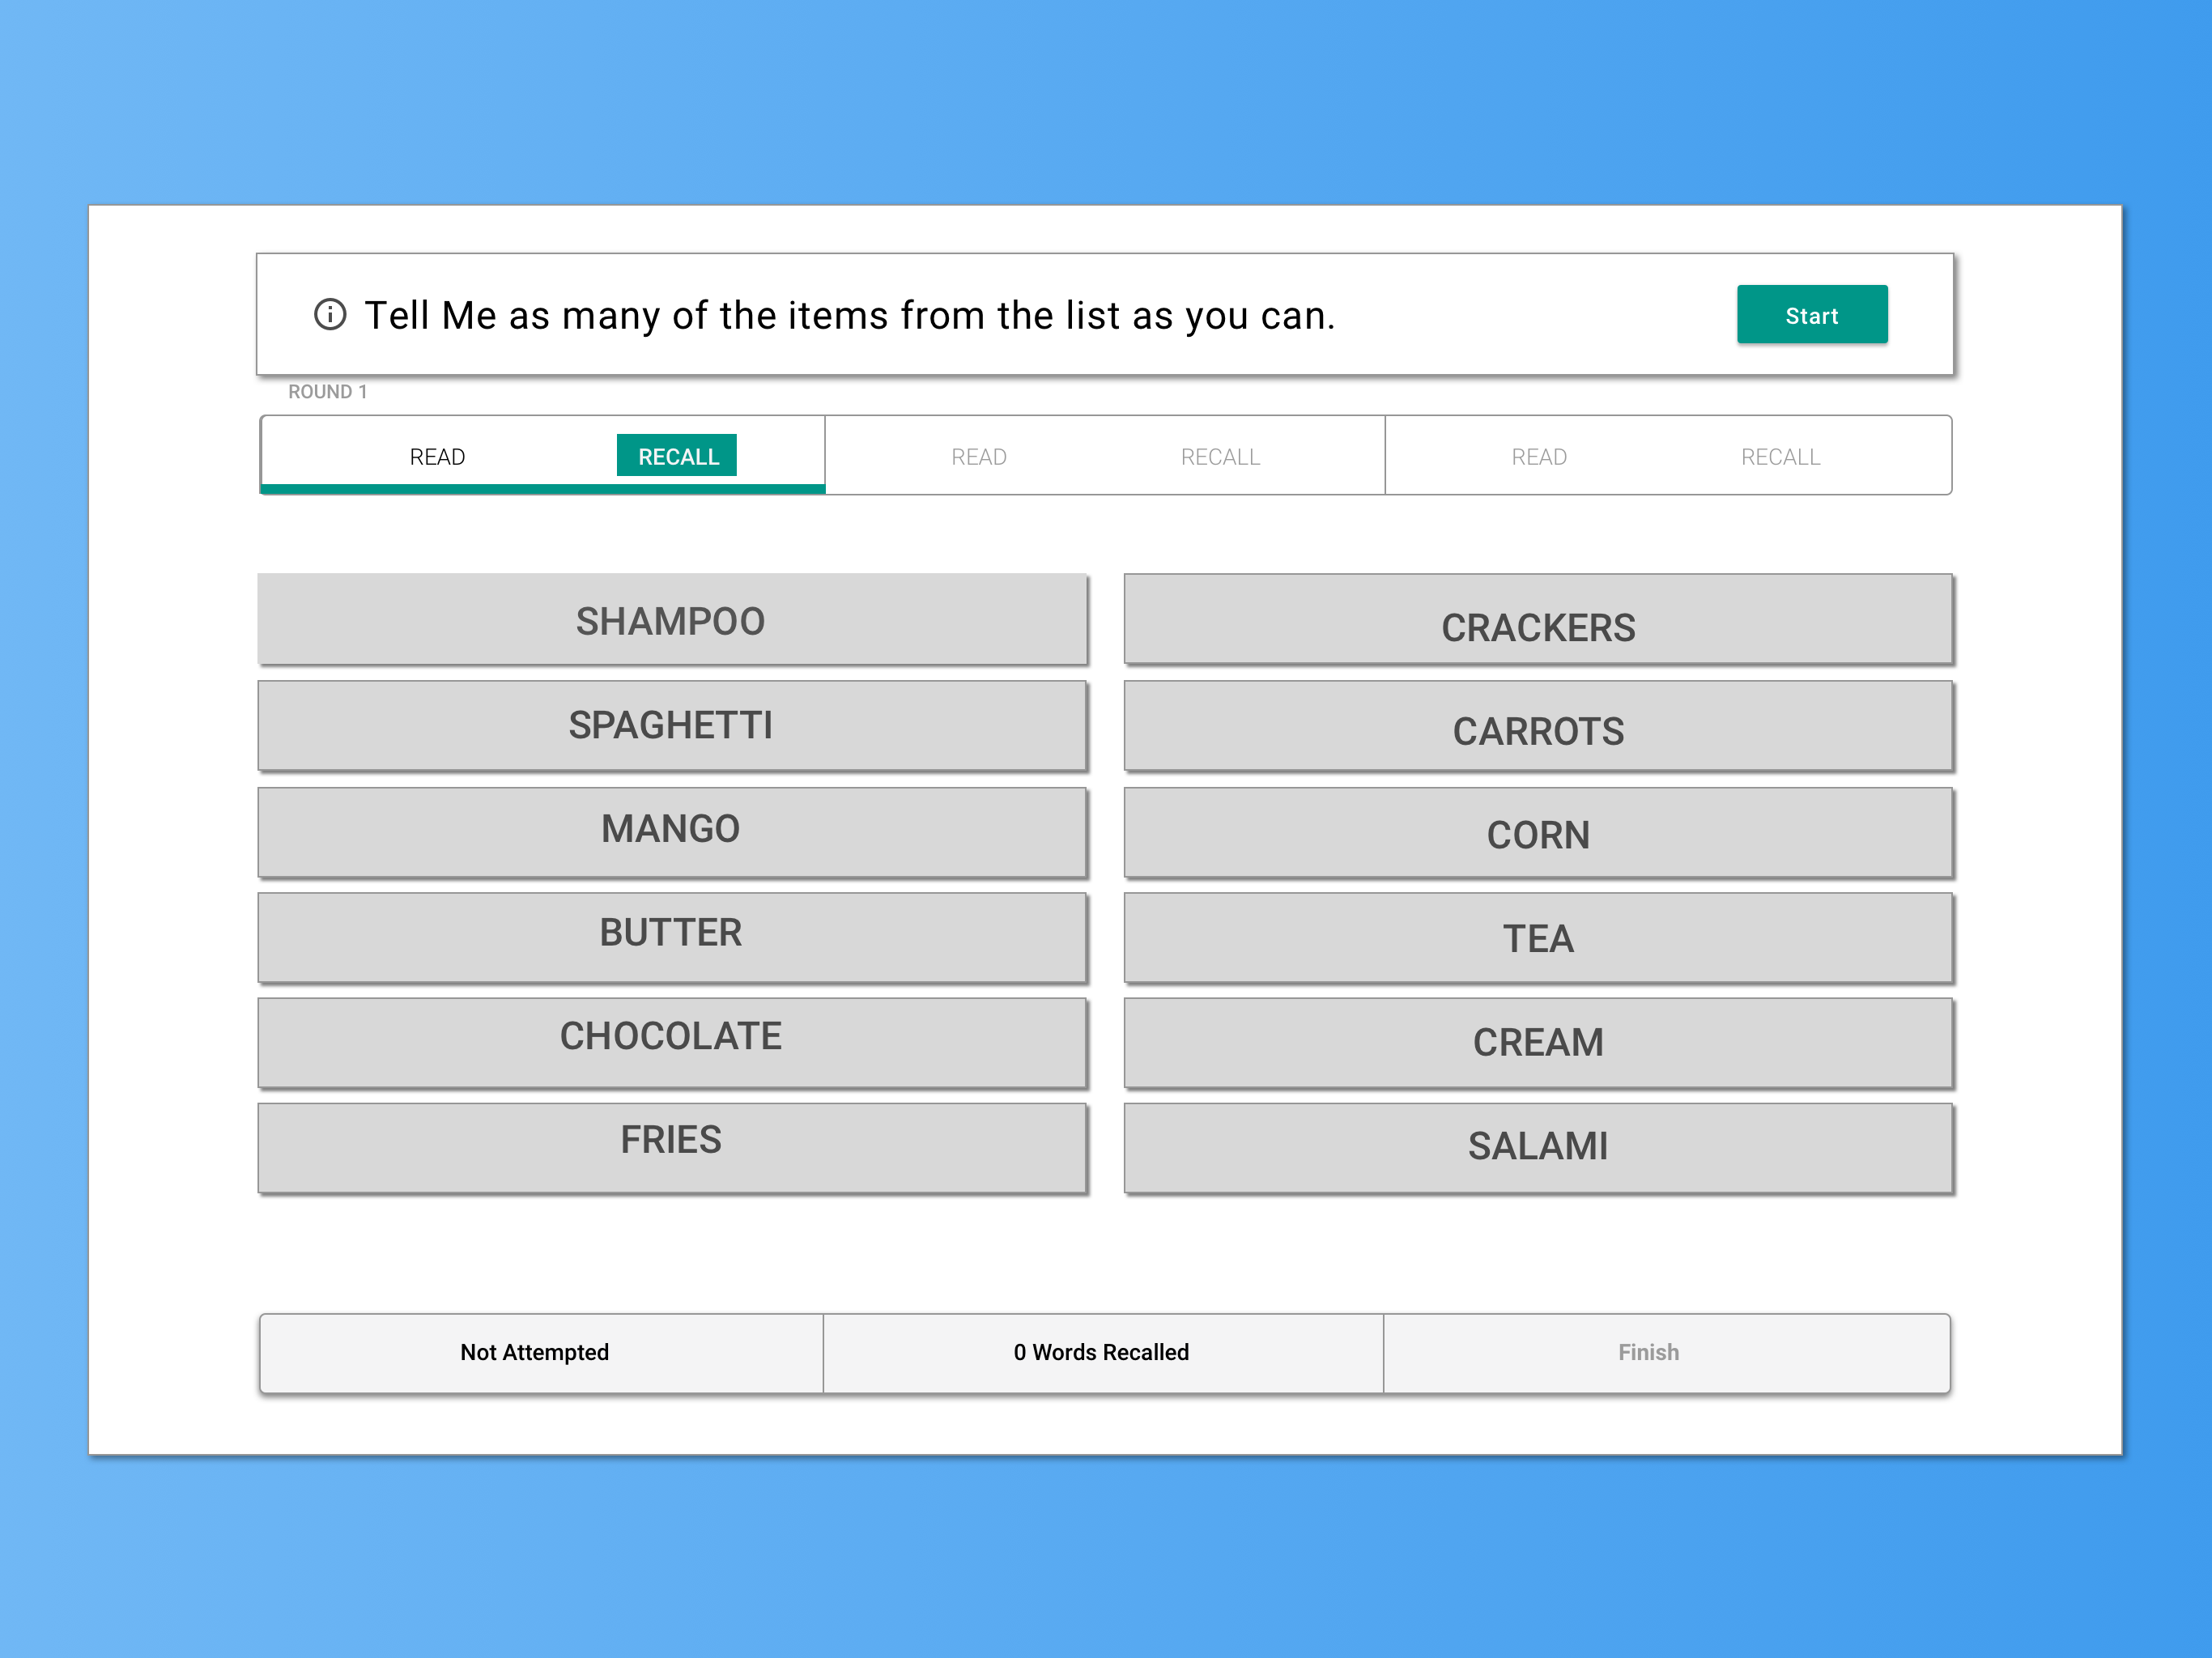 Tell Me as many of the items from the list as you can.
Start
ROUND 1
READ RECALL READ RECALL READ RECALL
SHAMPOO
SPAGHETTI
MANGO
BUTTER
CHOCOLATE
FRIES
CRACKERS
CARROTS
CORN
TEA
CREAM
SALAMI
Not Attempted
0 Words Recalled
Finish